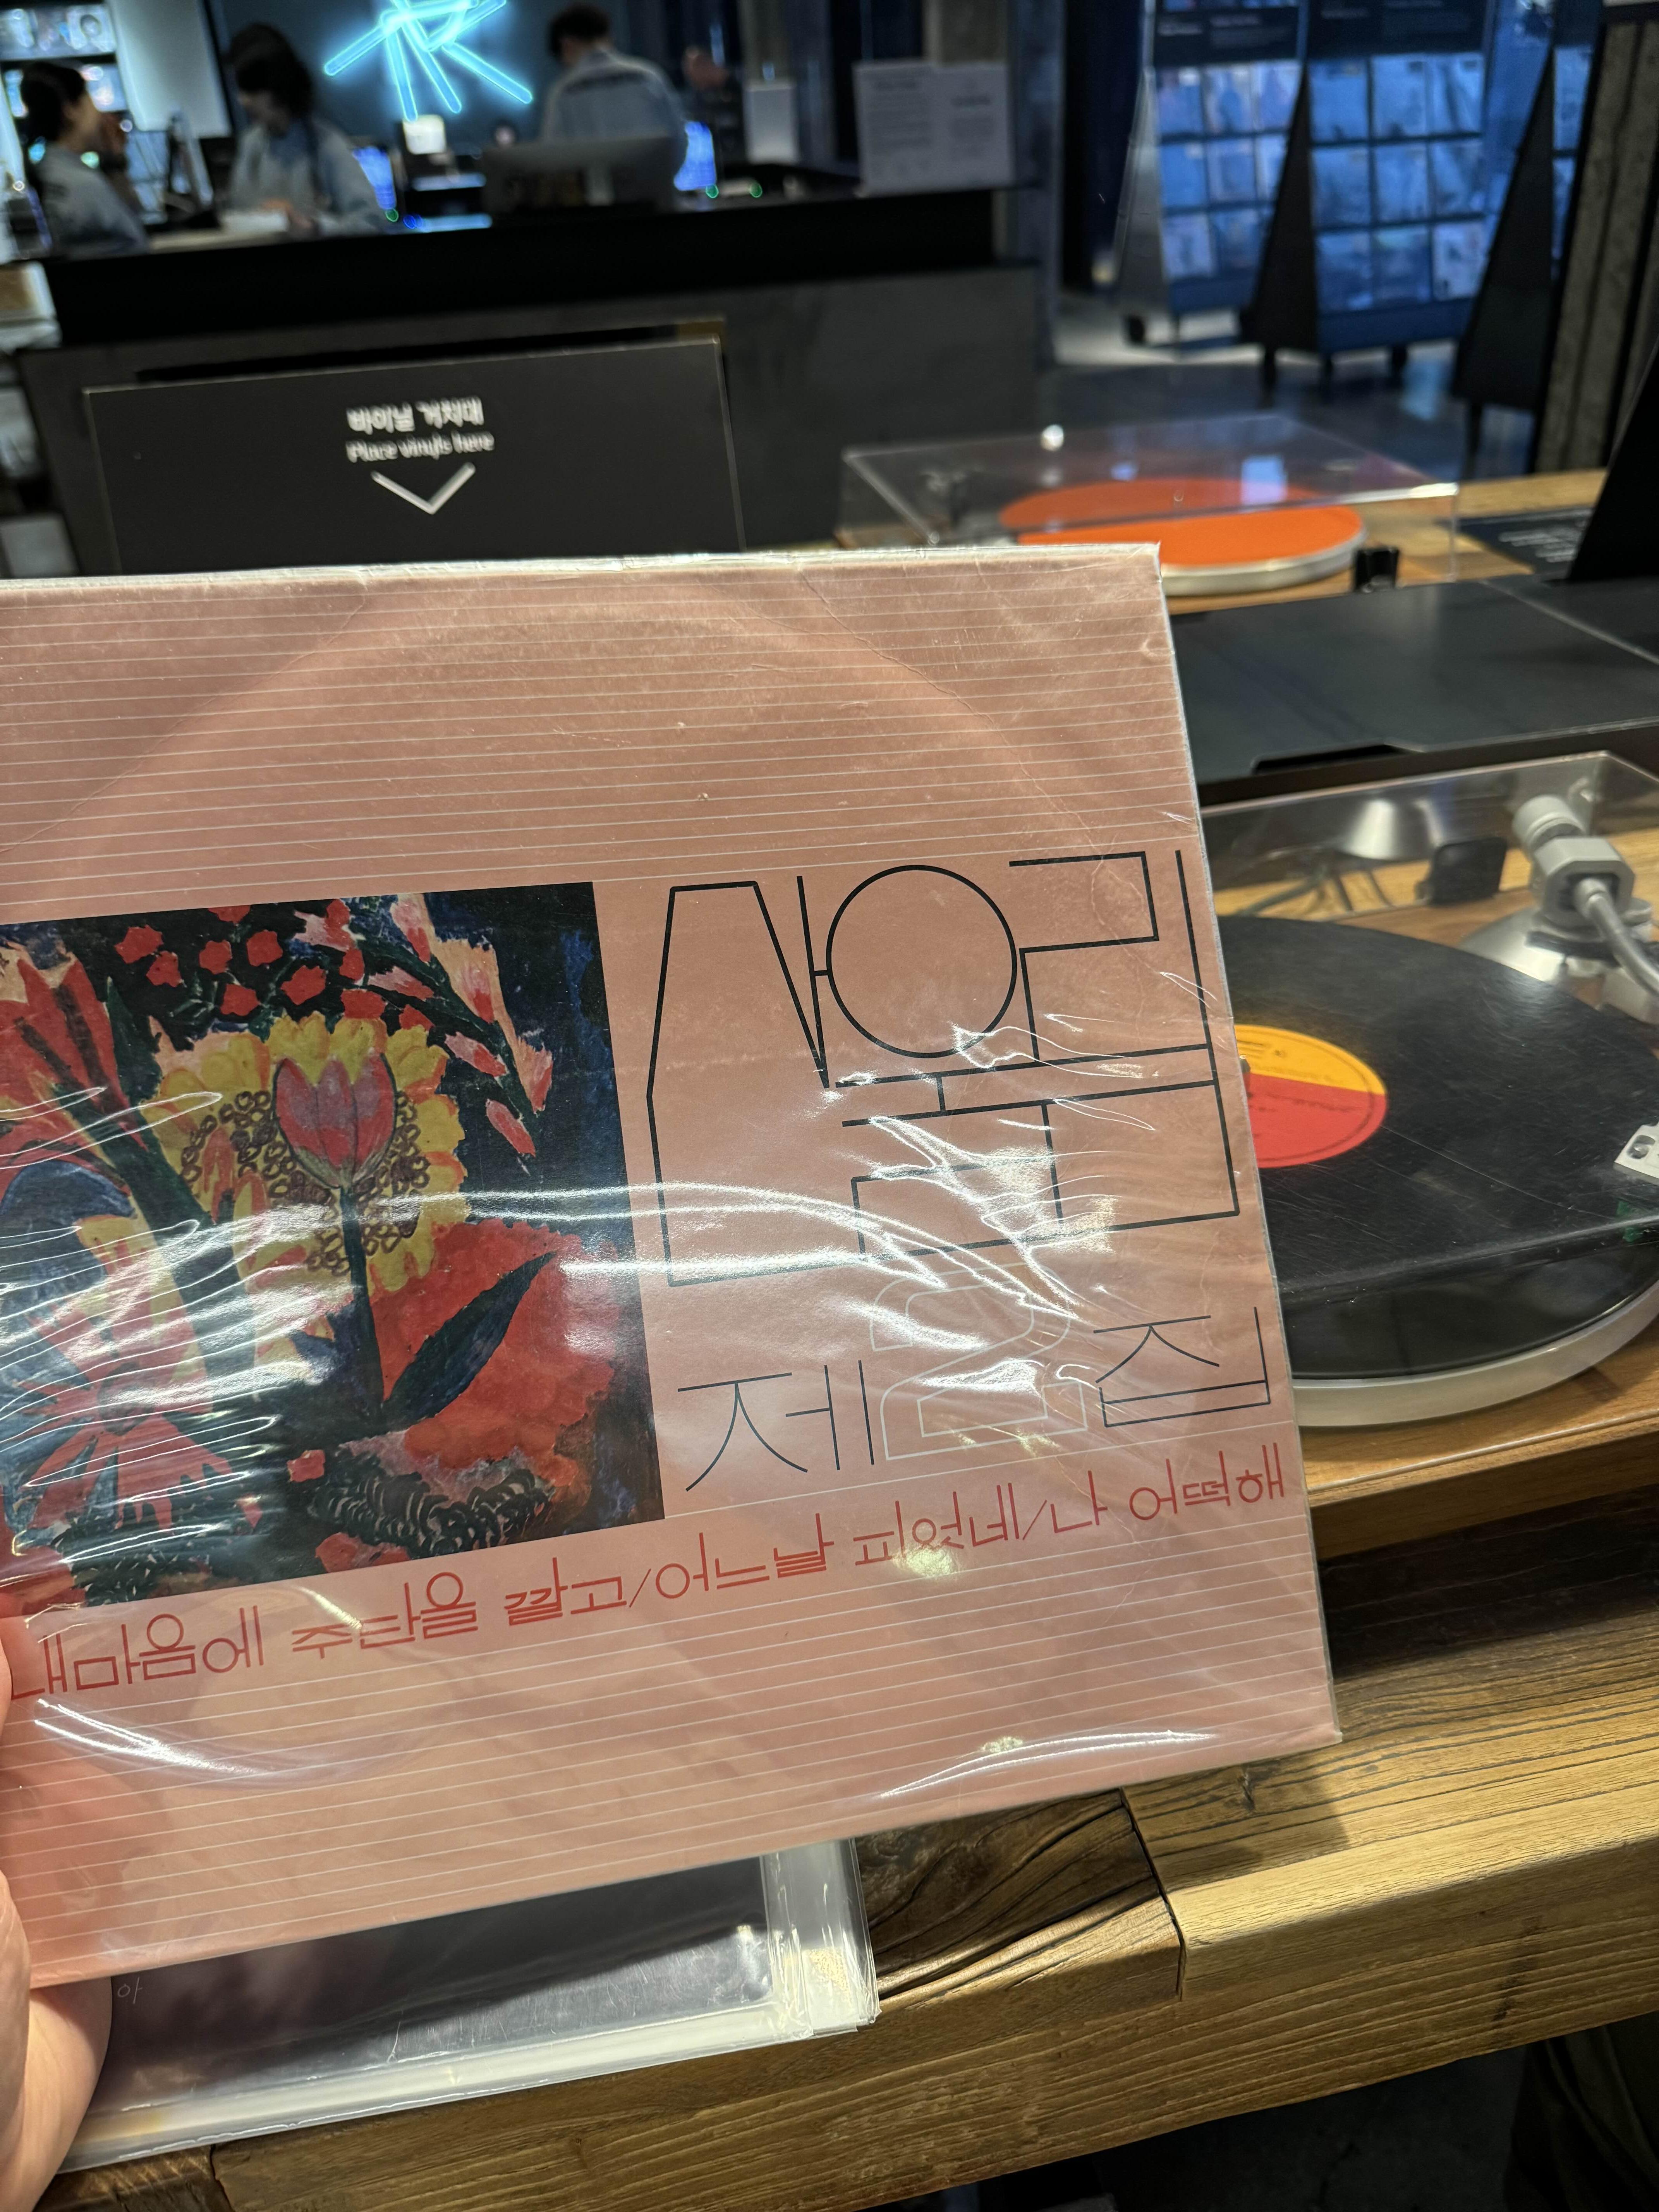 바이닐 거치대
Place vinyls here
산울림
제2집
내마음에 주단을 깔고/어느날 피었네/나 어떡해
아